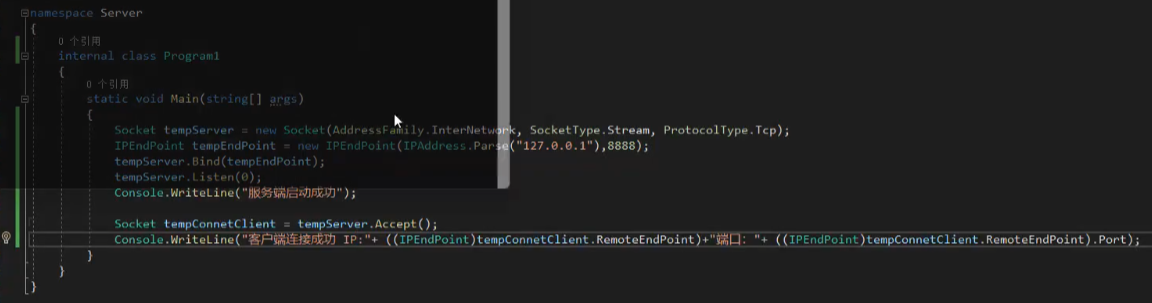 namespace Server
{
0 个引用
internal class Program1
{
0 个引用
static void Main(string[] args)
{
Socket tempServer = new Socket(AddressFamily.InterNetwork, SocketType.Stream, ProtocolType.Tcp);
IPEndPoint tempEndPoint = new IPEndPoint(IPAddress.Parse("127.0.0.1"),8888);
tempServer.Bind(tempEndPoint);
tempServer.Listen(0);
Console.WriteLine("服务端启动成功");
Socket tempConnetClient = tempServer.Accept();
Console.WriteLine("客户端连接成功 IP:"+ ((IPEndPoint)tempConnetClient.RemoteEndPoint)+"端口: "+ ((IPEndPoint)tempConnetClient.RemoteEndPoint).Port);
}
}
}